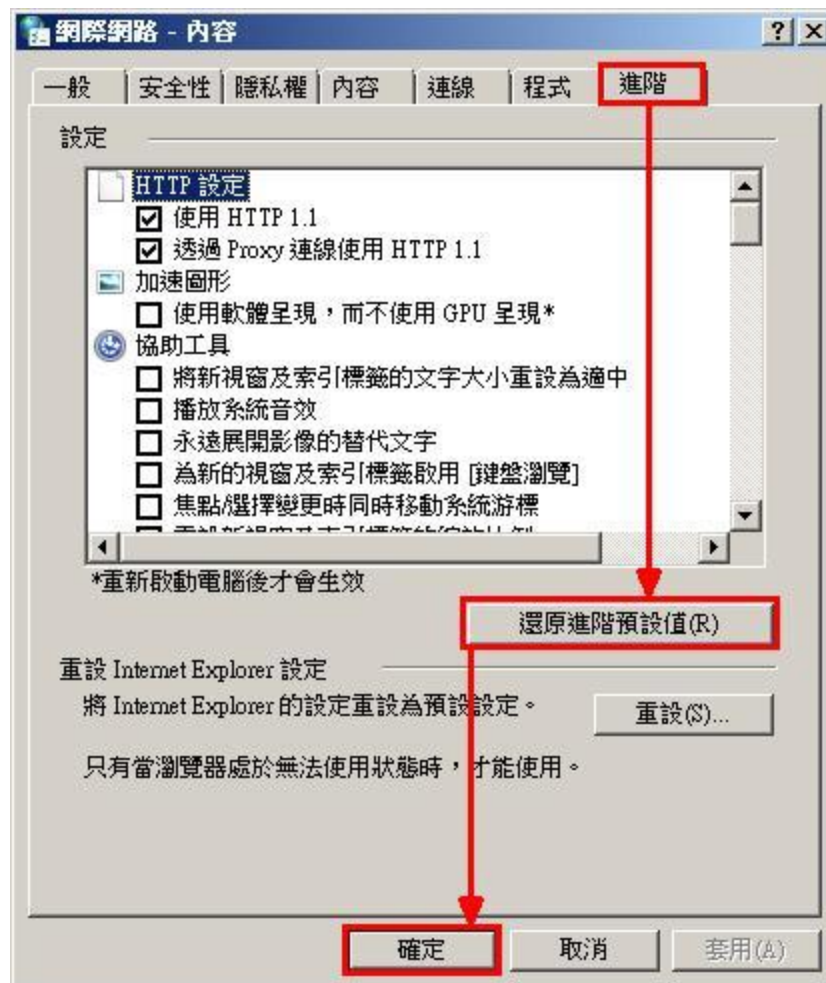 網際網路 - 內容
一般 安全性 隱私權 內容 連線 程式 進階
設定
HTTP 設定
使用 HTTP 1.1
透過 Proxy 連線使用 HTTP 1.1
加速圖形
使用軟體呈現，而不使用 GPU 呈現*
協助工具
將新視窗及索引標籤的文字大小重設為適中
播放系統音效
永遠展開影像的替代文字
為新的視窗及索引標籤啟用 [鍵盤瀏覽]
焦點/選擇變更時同時移動系統游標
*重新啟動電腦後才會生效
還原進階預設值(R)
重設 Internet Explorer 設定
將 Internet Explorer 的設定重設為預設設定。
重設(S)...
只有當瀏覽器處於無法使用狀態時，才能使用。
確定 取消 套用(A)